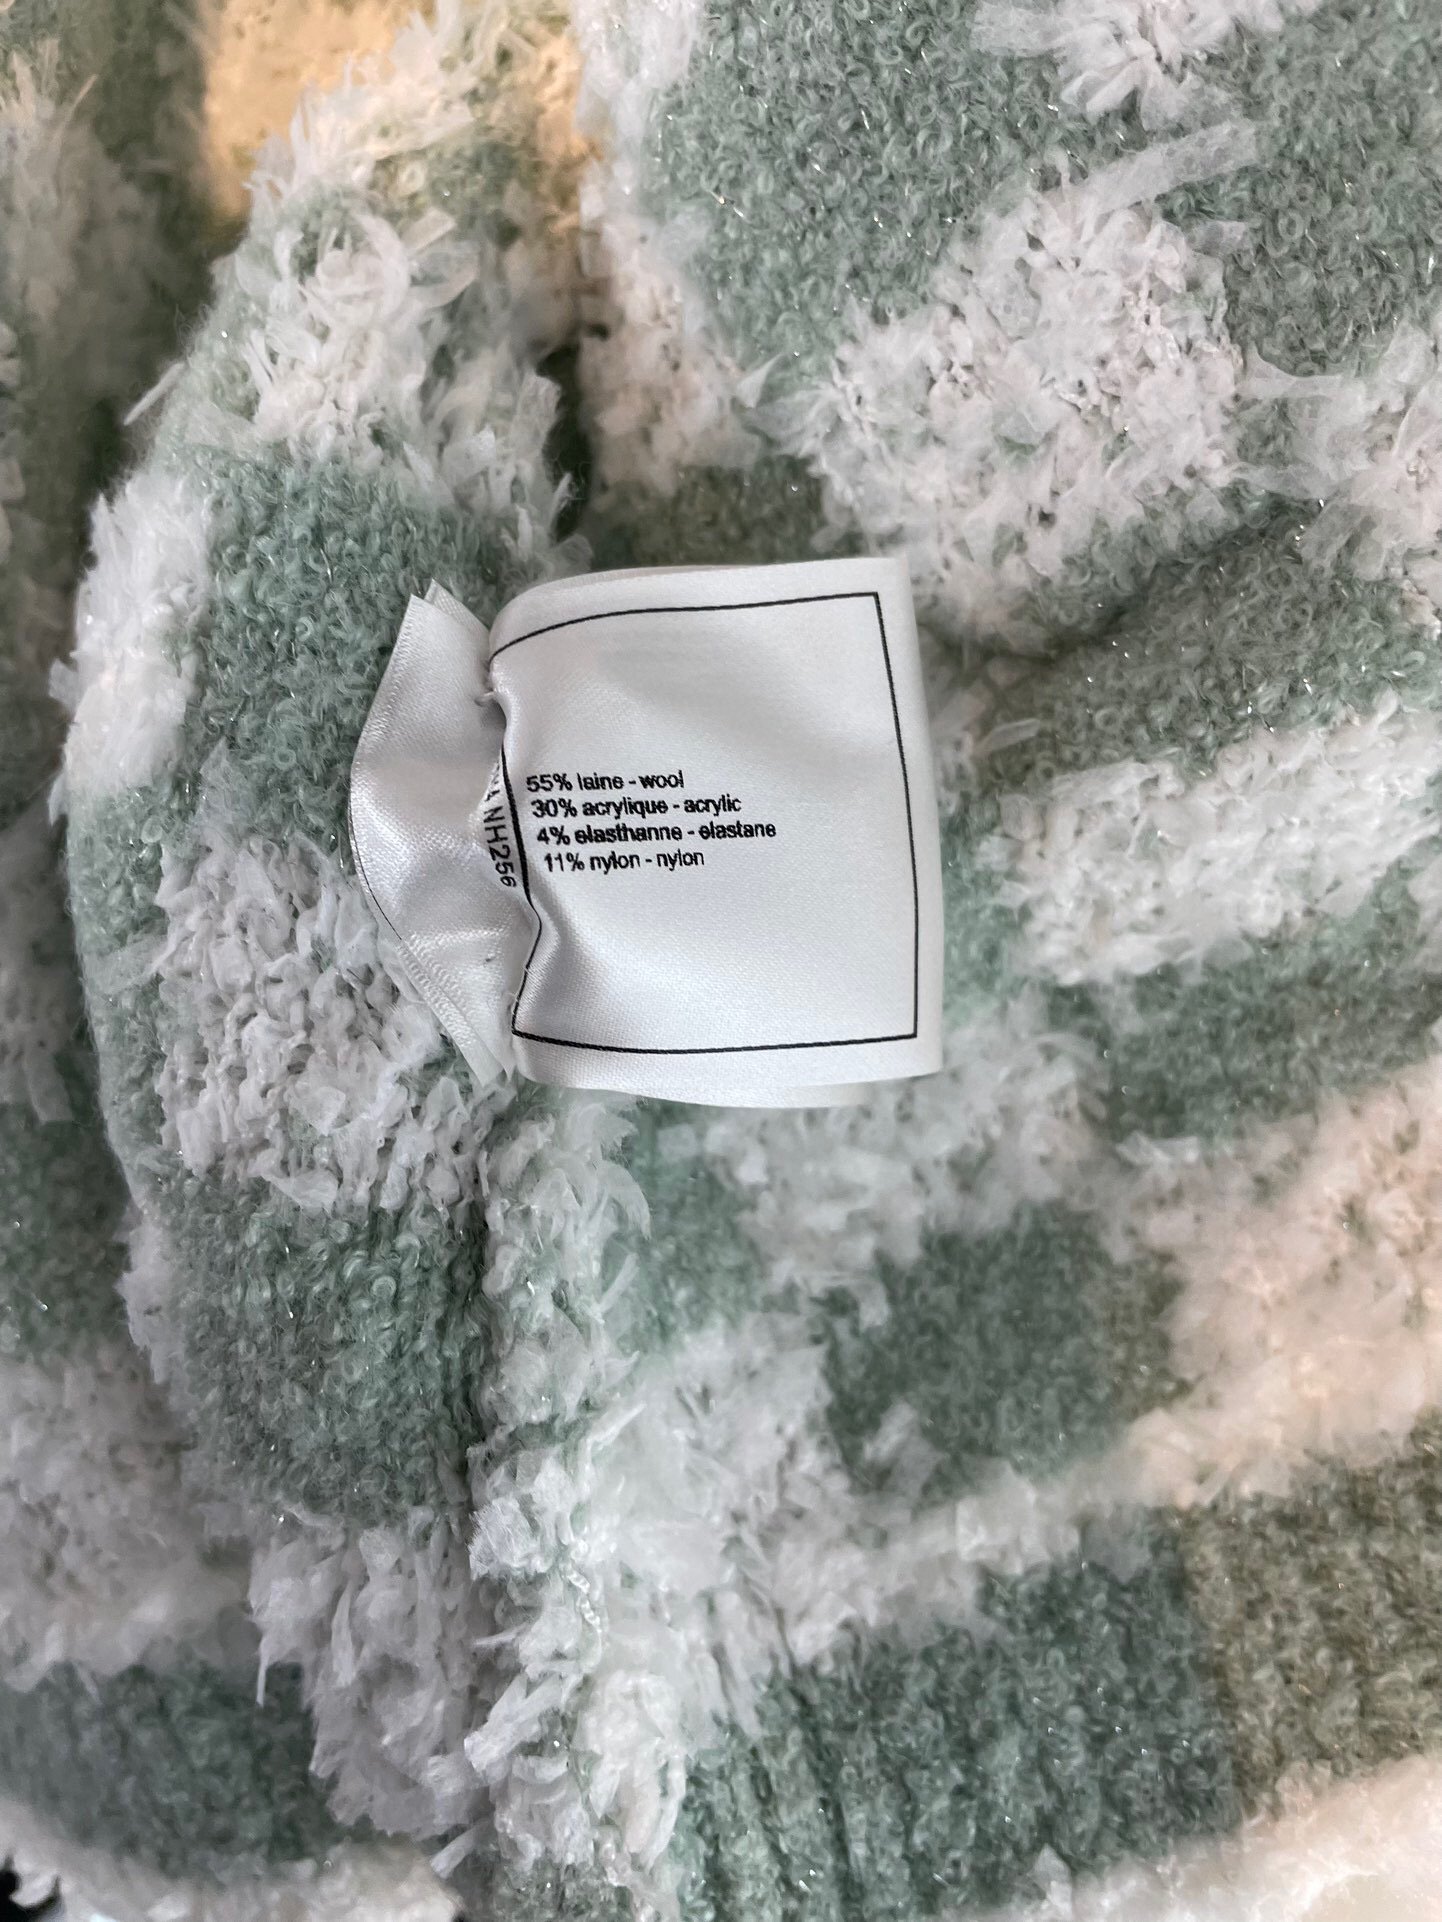 55% laine - wool
30% acrylique - acrylic
4% elasthanne - elastane
11% nylon - nylon
NH256